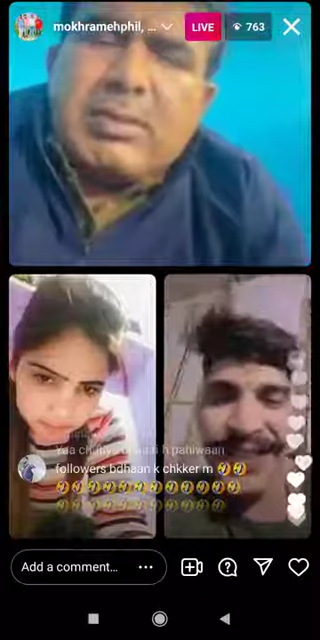 mokhramehphil, ...
LIVE
763
followers bdhaan k chkker m 🤣🤣
🤣🤣🤣🤣🤣🤣🤣🤣🤣🤣🤣
🤣🤣🤣🤣🤣🤣🤣🤣🤣🤣
Add a comment...